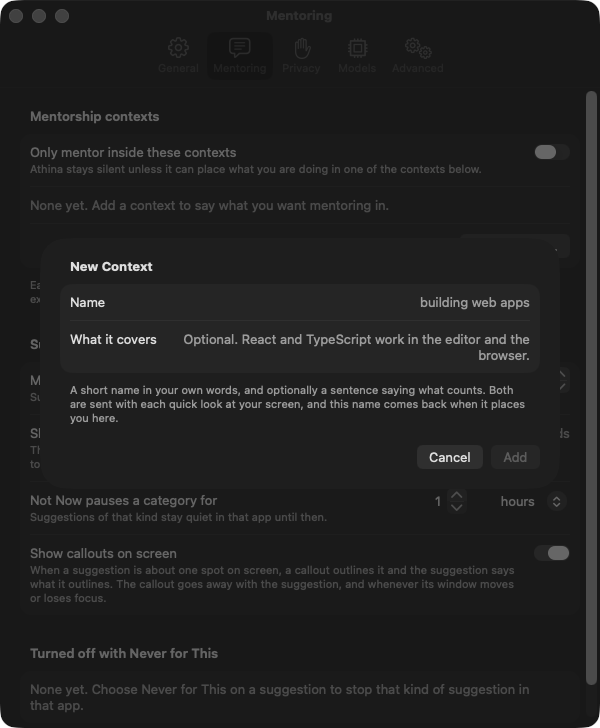 Mentoring
General
Mentoring
Privacy
Models
Advanced
Mentorship contexts
Only mentor inside these contexts
Athina stays silent unless it can place what you are doing in one of the contexts below.
None yet. Add a context to say what you want mentoring in.
New Context
Name
building web apps
What it covers
Optional. React and TypeScript work in the editor and the
browser.
A short name in your own words, and optionally a sentence saying what counts. Both
are sent with each quick look at your screen, and this name comes back when it places
you here.
Cancel
Add
Not Now pauses a category for
1
hours
Suggestions of that kind stay quiet in that app until then.
Show callouts on screen
When a suggestion is about one spot on screen, a callout outlines it and the suggestion says
what it outlines. The callout goes away with the suggestion, and whenever its window moves
or loses focus.
Turned off with Never for This
None yet. Choose Never for This on a suggestion to stop that kind of suggestion in
that app.